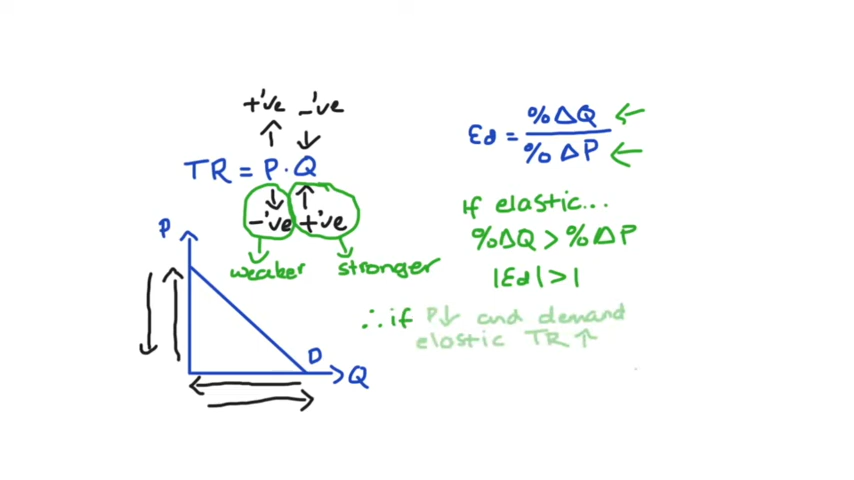 +'ve -'ve
TR = P · Q
-'ve +'ve
weaker stronger
P
D
Q
Ed = %ΔQ / %ΔP
If elastic...
%ΔQ > %ΔP
|Ed| > 1
∴ if P↓ and demand
elastic TR ↑